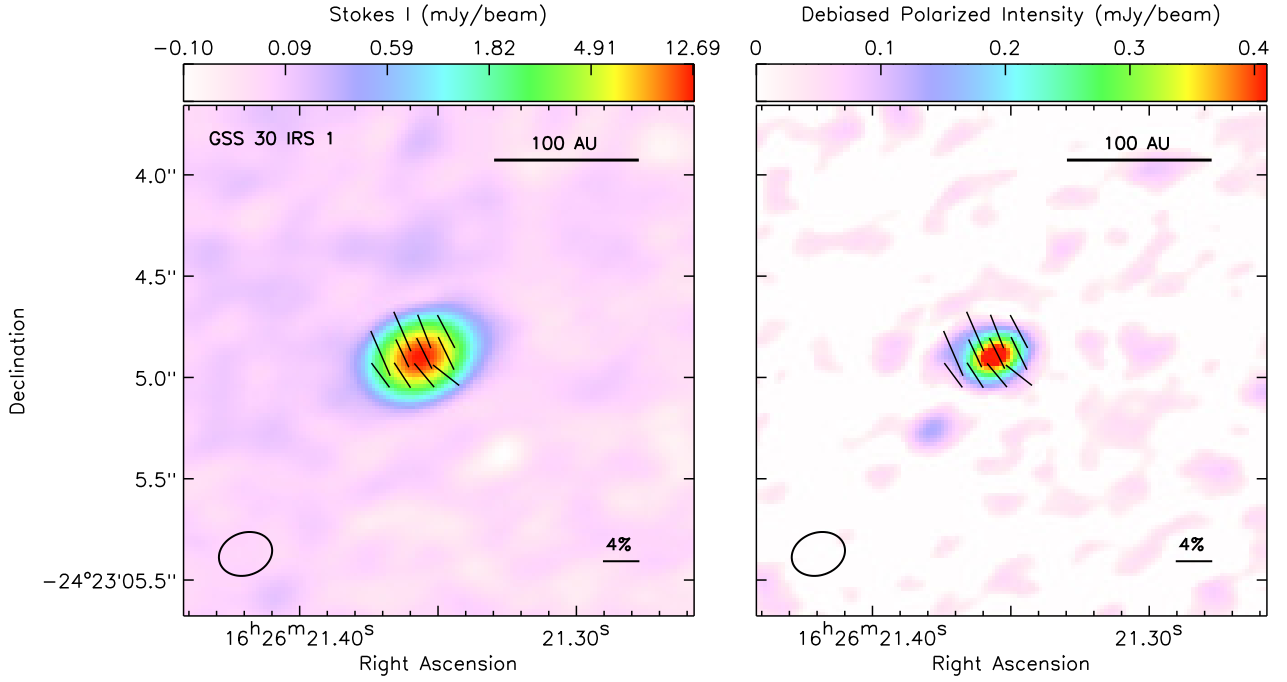 Stokes I (mJy/beam)
−0.10 0.09 0.59 1.82 4.91 12.69
GSS 30 IRS 1
100 AU
Declination
4.0''
4.5''
5.0''
5.5''
−24°23'05.5''
4%
16ʰ26ᵐ21.40ˢ 21.30ˢ
Right Ascension
Debiased Polarized Intensity (mJy/beam)
0 0.1 0.2 0.3 0.4
100 AU
4%
16ʰ26ᵐ21.40ˢ 21.30ˢ
Right Ascension